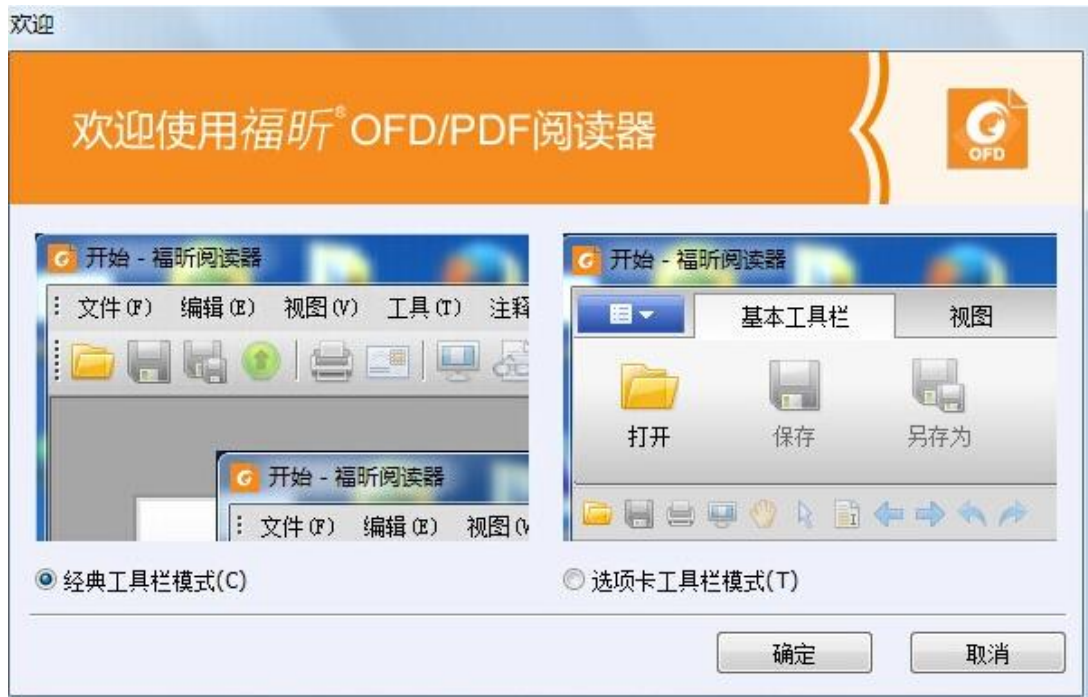 欢迎
欢迎使用福昕®OFD/PDF阅读器
OFD
开始 - 福昕阅读器
文件(F) 编辑(E) 视图(V) 工具(T) 注释
开始 - 福昕阅读器
文件(F) 编辑(E) 视图(V
开始 - 福昕阅读器
基本工具栏 视图
打开 保存 另存为
经典工具栏模式(C) 选项卡工具栏模式(T)
确定 取消